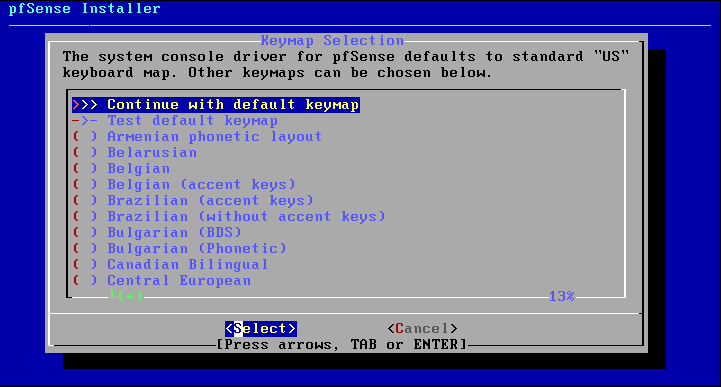 pfSense Installer
Keymap Selection
The system console driver for pfSense defaults to standard "US"
keyboard map. Other keymaps can be chosen below.
>>> Continue with default keymap
->- Test default keymap
( ) Armenian phonetic layout
( ) Belarusian
( ) Belgian
( ) Belgian (accent keys)
( ) Brazilian (accent keys)
( ) Brazilian (without accent keys)
( ) Bulgarian (BDS)
( ) Bulgarian (Phonetic)
( ) Canadian Bilingual
( ) Central European
↓(+) 13%
<Select> <Cancel>
[Press arrows, TAB or ENTER]